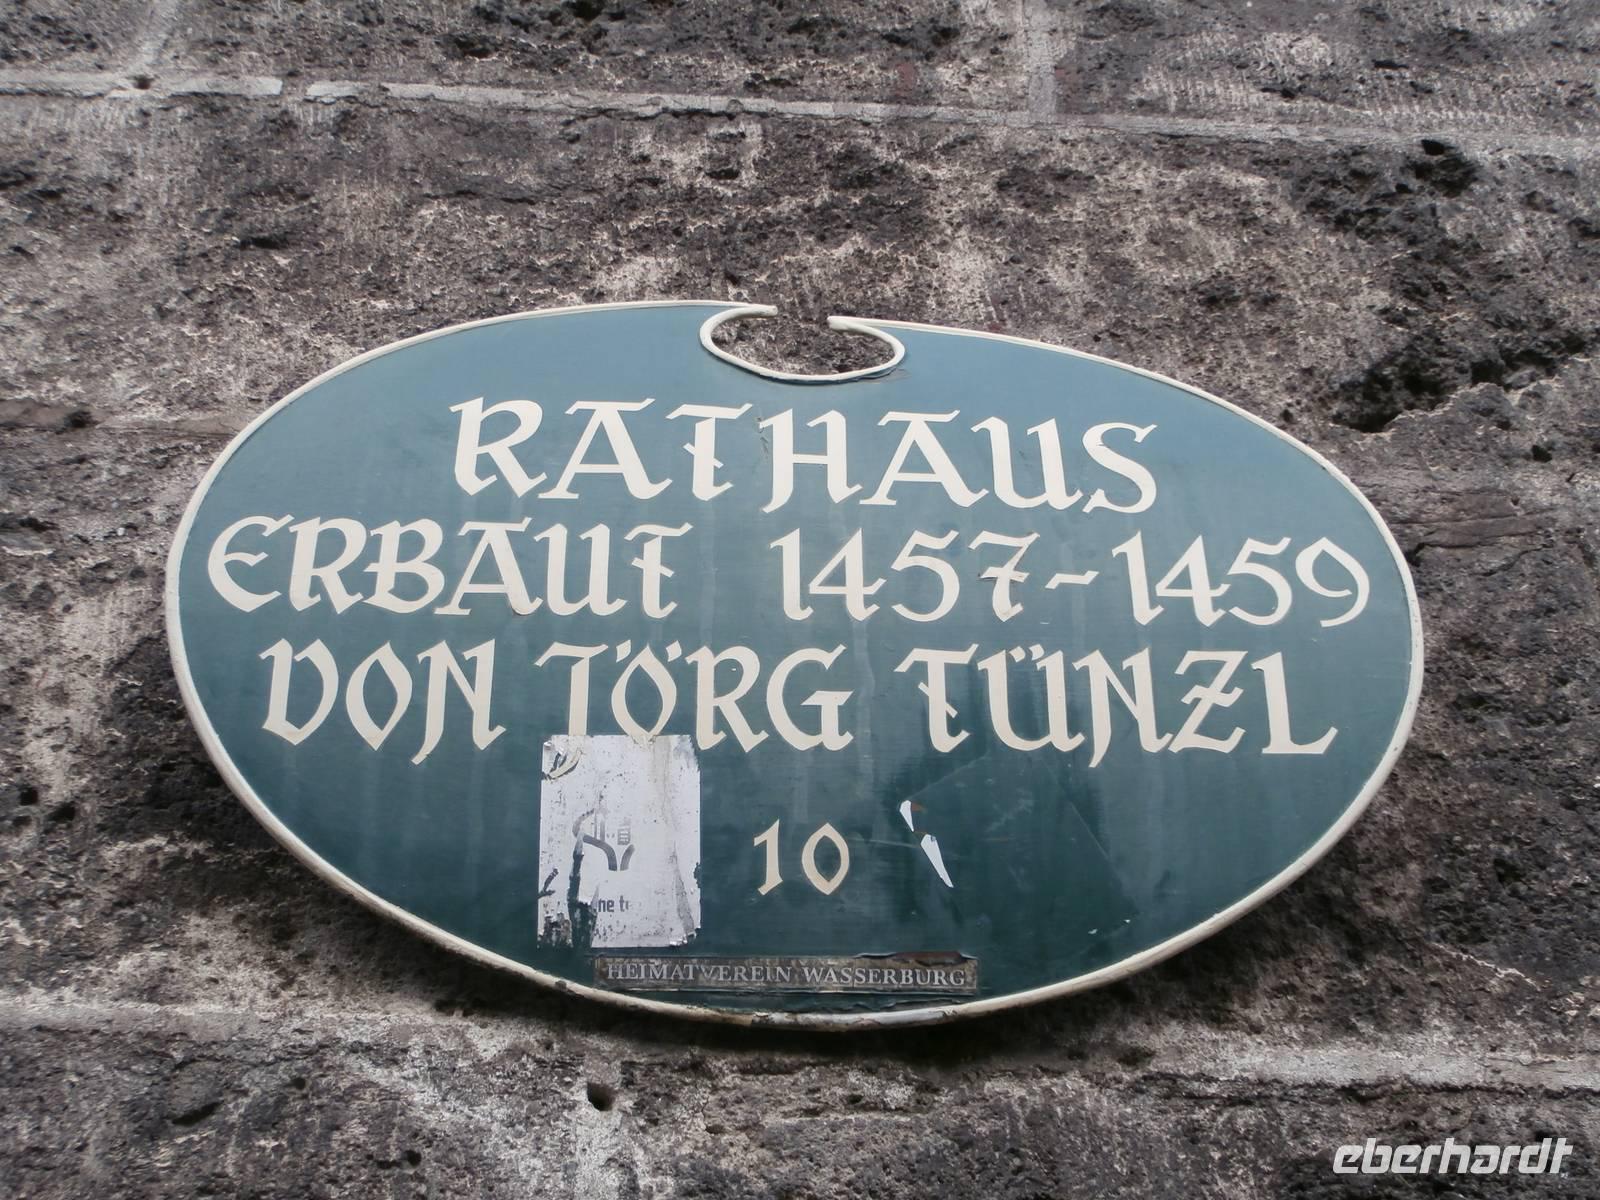 RATHAUS
ERBAUT 1457-1459
VON JÖRG TÜNZL
10
HEIMATVEREIN WASSERBURG
eberhardt